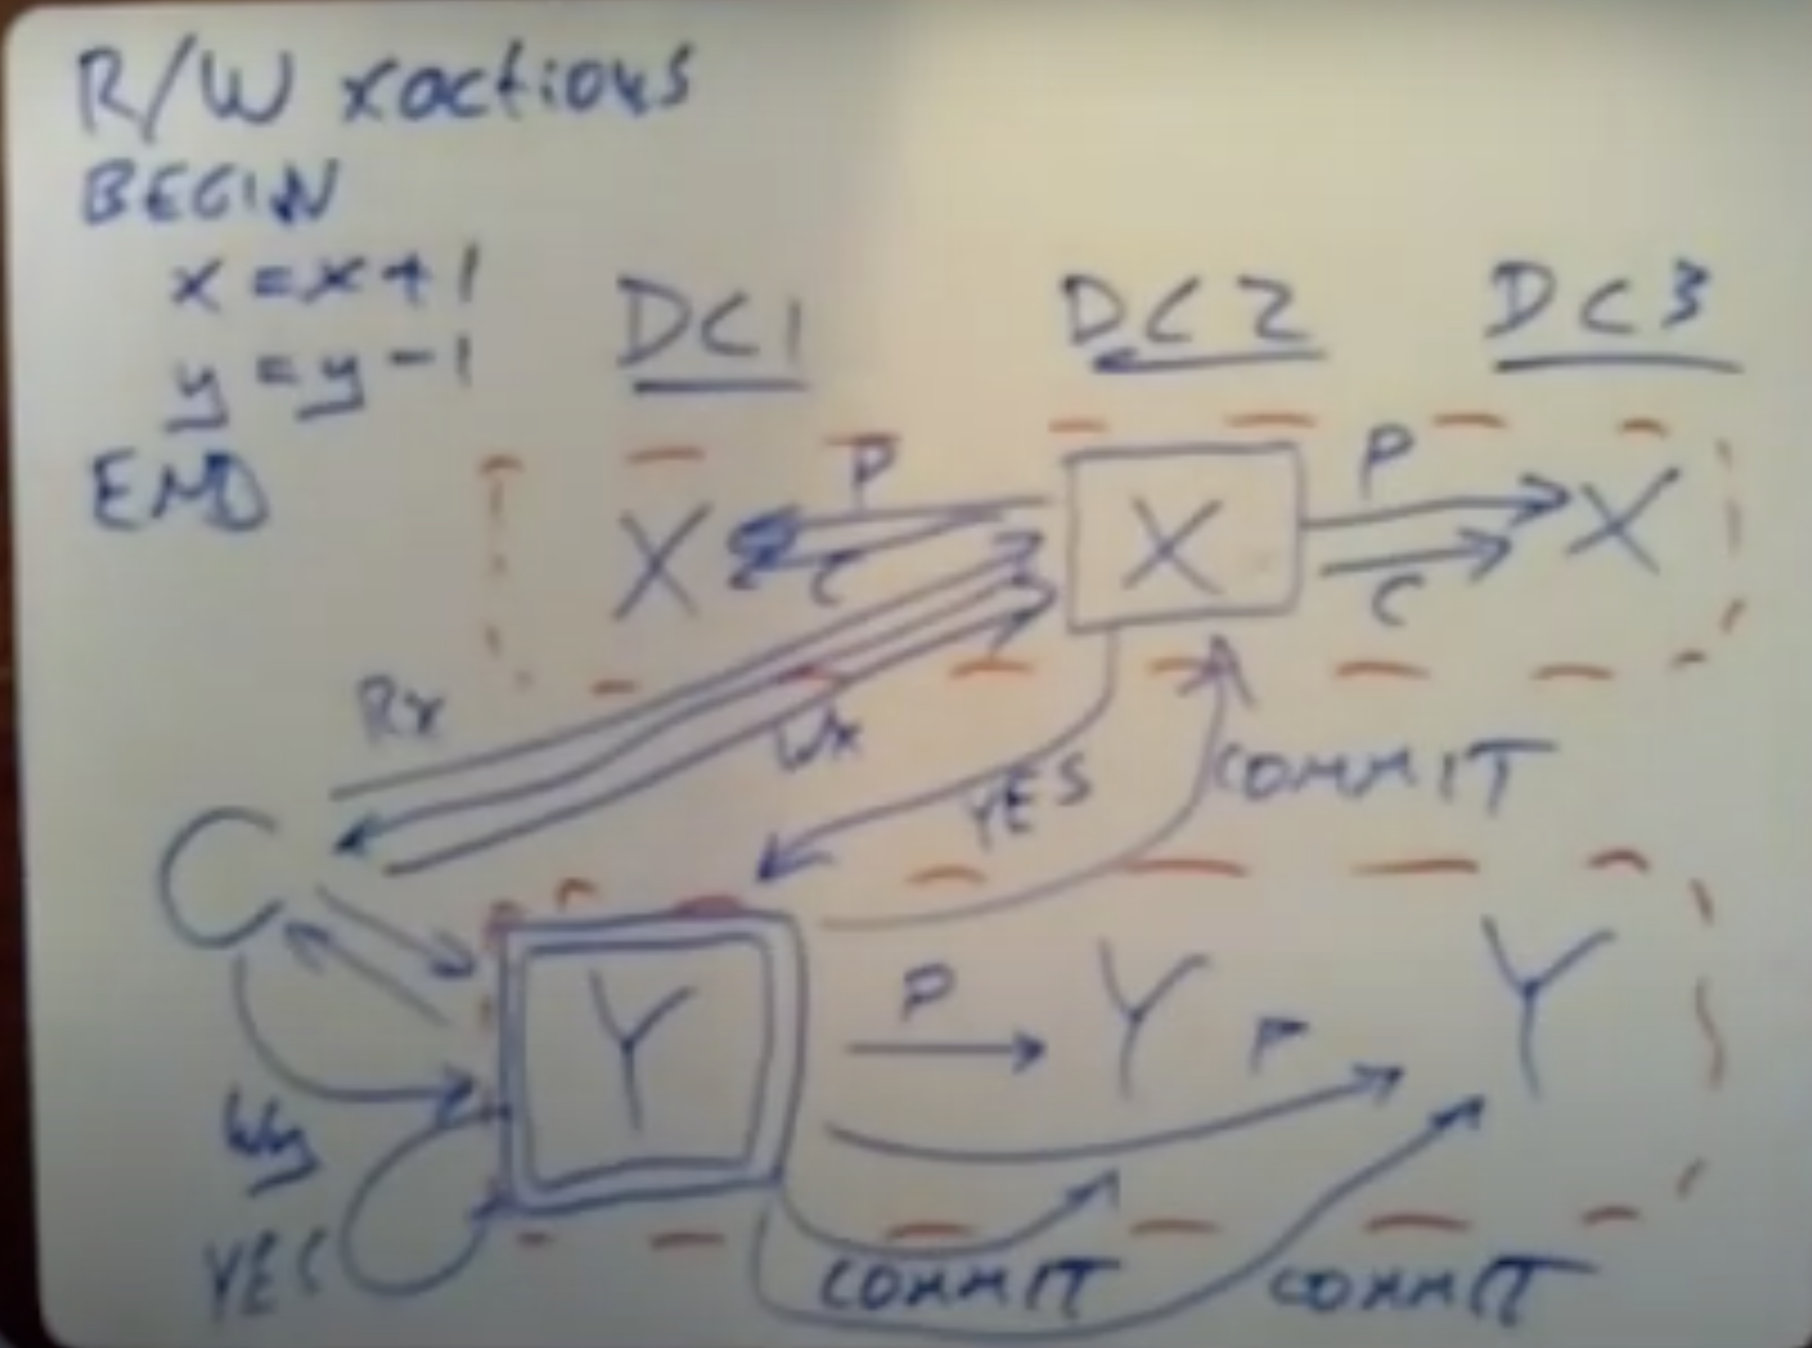 R/W xactions
BEGIN
x = x + 1
y = y - 1
END
DC1 DC2 DC3
P P
X X X
C C
Rx
Wx
YES
COMMIT
C
Y Y Y
P
P
Wy
YES
COMMIT COMMIT